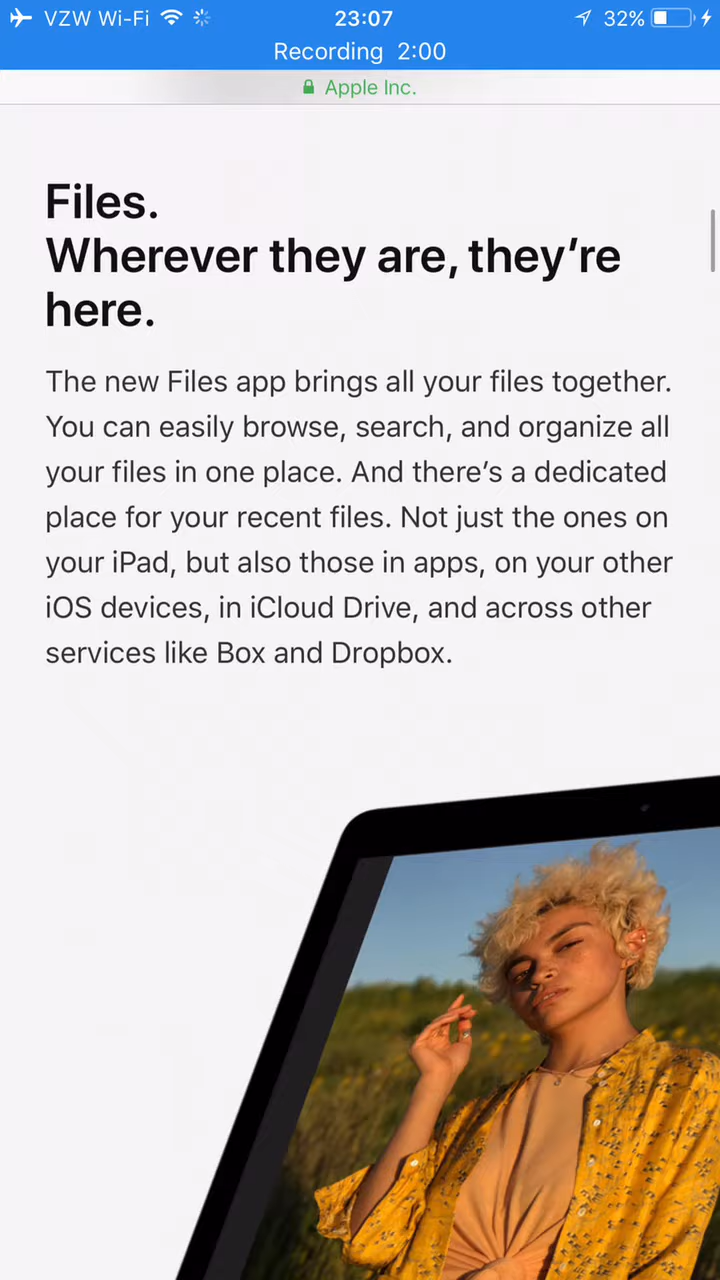 VZW Wi-Fi 23:07 32%
Recording 2:00
Apple Inc.
Files.
Wherever they are, they’re
here.
The new Files app brings all your files together.
You can easily browse, search, and organize all
your files in one place. And there’s a dedicated
place for your recent files. Not just the ones on
your iPad, but also those in apps, on your other
iOS devices, in iCloud Drive, and across other
services like Box and Dropbox.